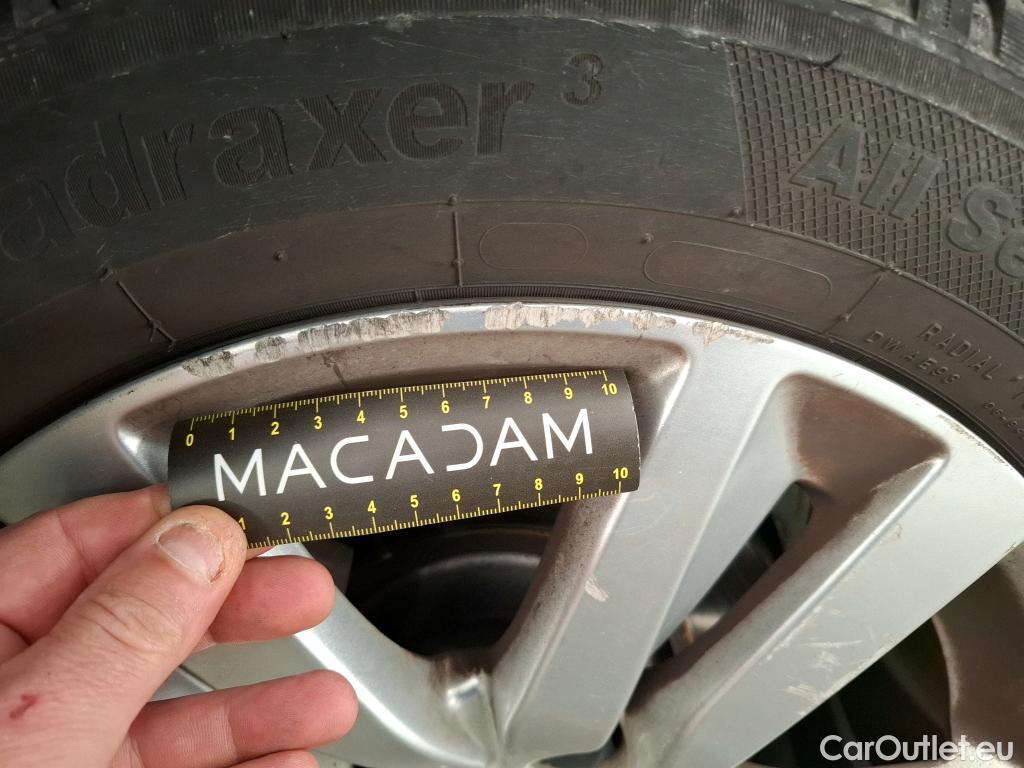 adraxer 3
All Se
RADIAL
DW4E98
0 1 2 3 4 5 6 7 8 9 10
MACADAM
1 2 3 4 5 6 7 8 9 10
CarOutlet.eu